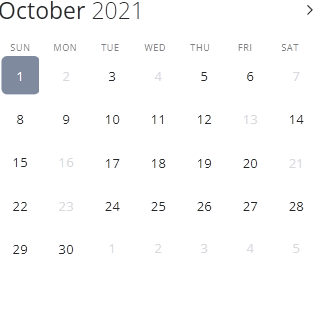 October 2021
SUN MON TUE WED THU FRI SAT
1 2 3 4 5 6 7
8 9 10 11 12 13 14
15 16 17 18 19 20 21
22 23 24 25 26 27 28
29 30 1 2 3 4 5